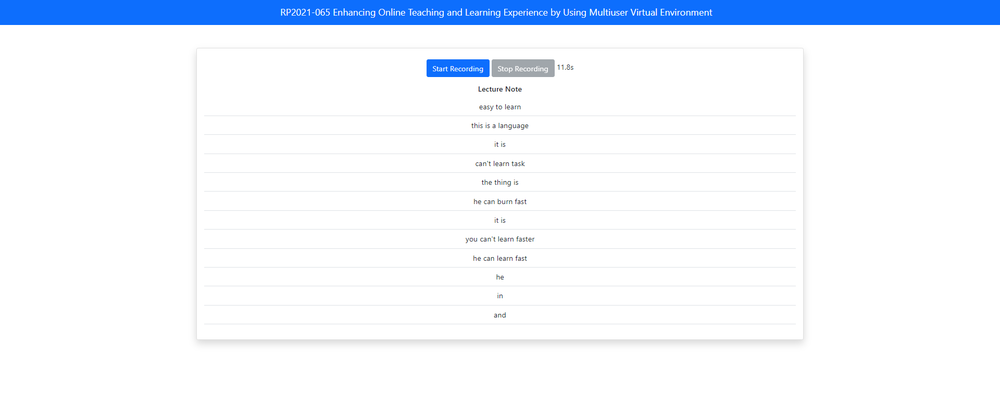 RP2021-065 Enhancing Online Teaching and Learning Experience by Using Multiuser Virtual Environment
Start Recording Stop Recording 11.8s
Lecture Note
easy to learn
this is a language
it is
can't learn task
the thing is
he can burn fast
it is
you can't learn faster
he can learn fast
he
in
and